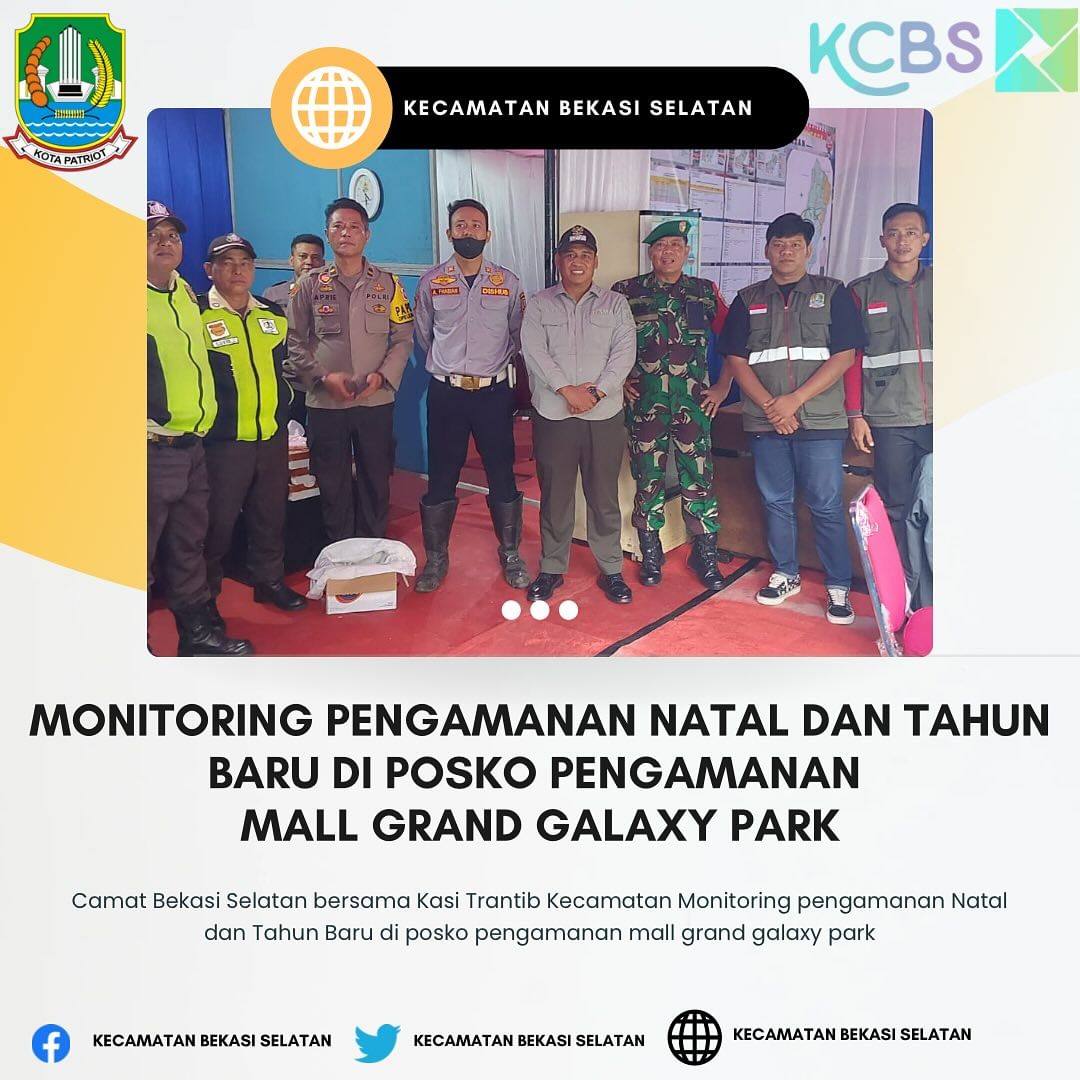 KOTA PATRIOT
KCBS
KECAMATAN BEKASI SELATAN
APRIE POLRI
A. FHABIAN DISHUB
MONITORING PENGAMANAN NATAL DAN TAHUN
BARU DI POSKO PENGAMANAN
MALL GRAND GALAXY PARK
Camat Bekasi Selatan bersama Kasi Trantib Kecamatan Monitoring pengamanan Natal
dan Tahun Baru di posko pengamanan mall grand galaxy park
KECAMATAN BEKASI SELATAN
KECAMATAN BEKASI SELATAN
KECAMATAN BEKASI SELATAN